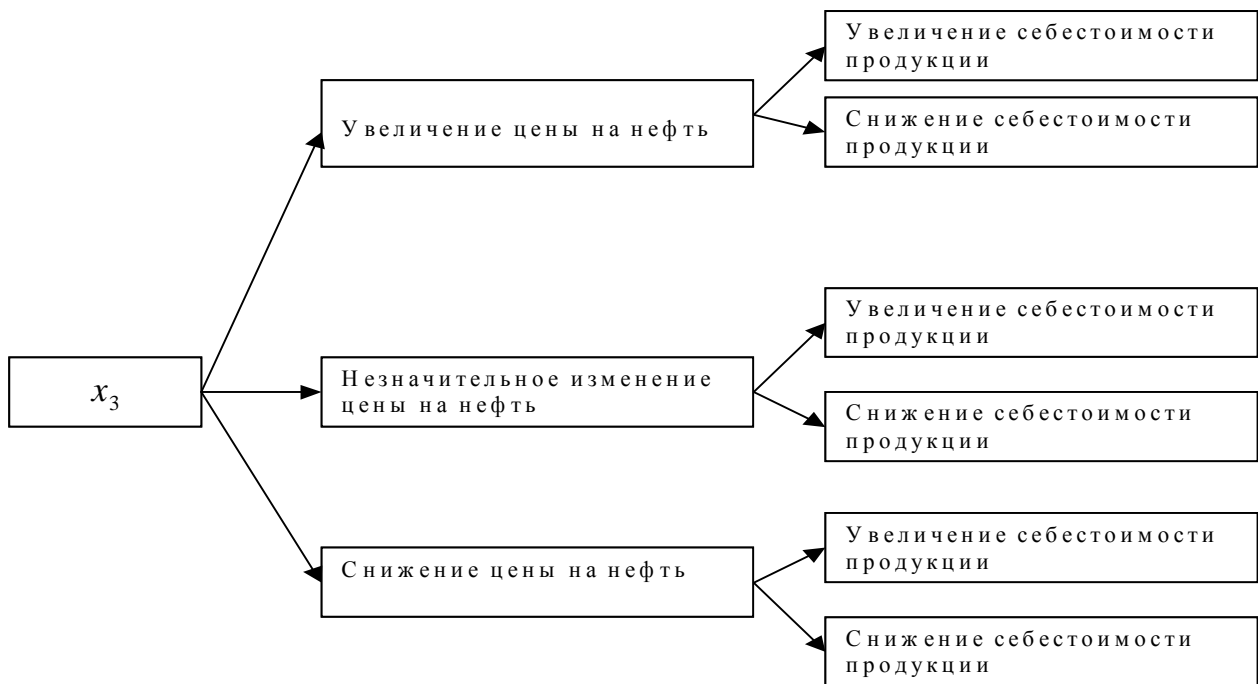 Увеличение себестоимости
продукции
Увеличение цены на нефть
Снижение себестоимости
продукции
Увеличение себестоимости
продукции
x₃
Незначительное изменение
цены на нефть
Снижение себестоимости
продукции
Увеличение себестоимости
продукции
Снижение цены на нефть
Снижение себестоимости
продукции